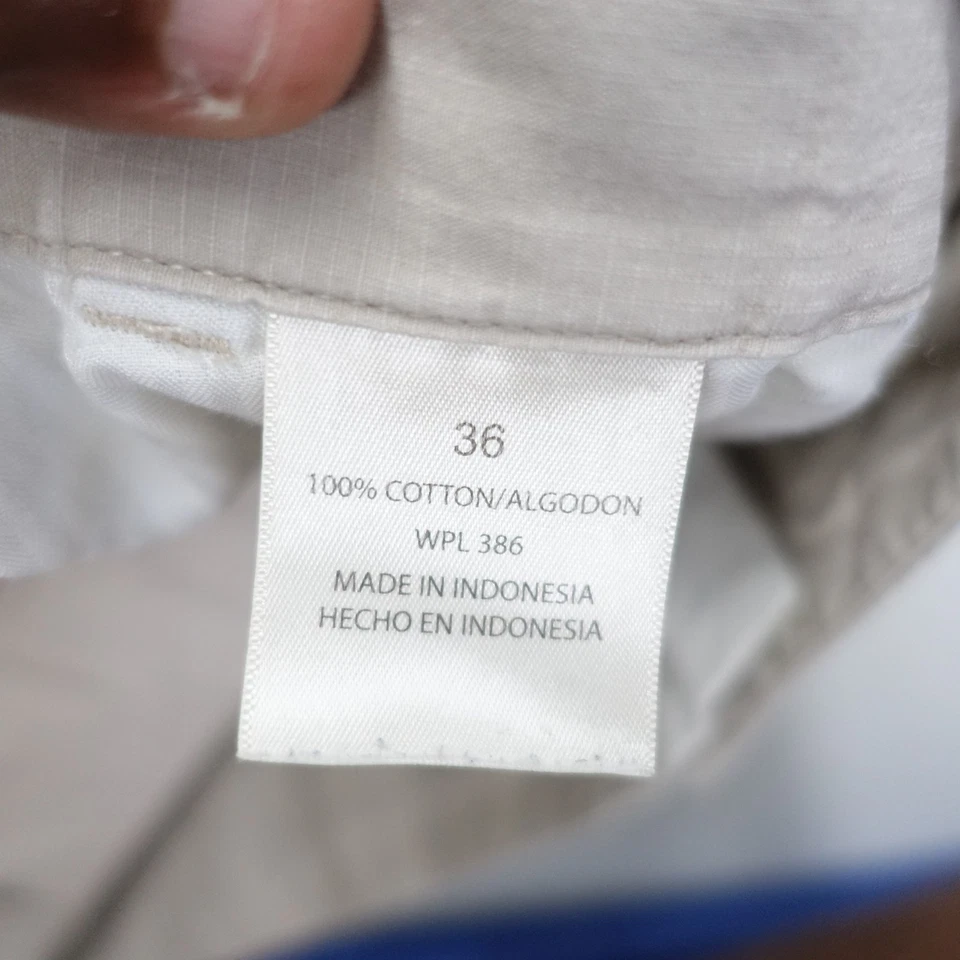 36
100% COTTON/ALGODON
WPL 386
MADE IN INDONESIA
HECHO EN INDONESIA